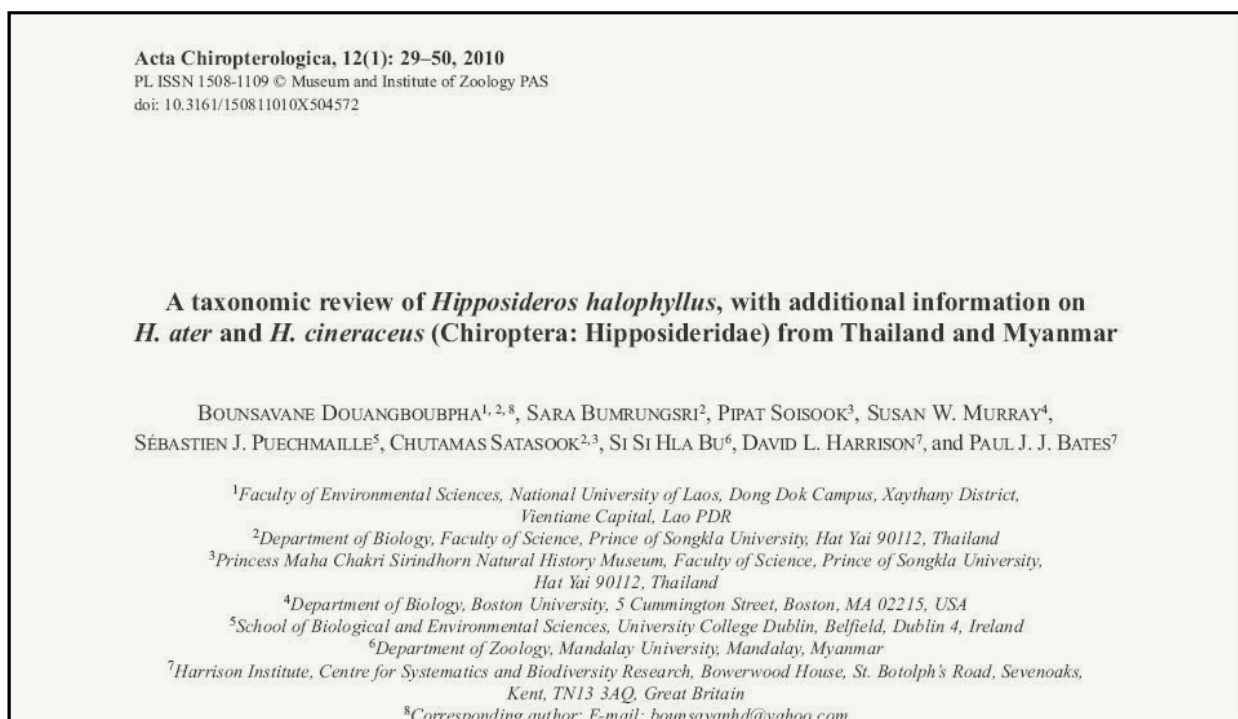 Acta Chiropterologica, 12(1): 29–50, 2010
PL ISSN 1508-1109 © Museum and Institute of Zoology PAS
doi: 10.3161/150811010X504572
A taxonomic review of Hipposideros halophyllus, with additional information on
H. ater and H. cineraceus (Chiroptera: Hipposideridae) from Thailand and Myanmar
BOUNSAVANE DOUANGBOUBPHA1, 2, 8, SARA BUMRUNGSRI2, PIPAT SOISOOK3, SUSAN W. MURRAY4,
SÉBASTIEN J. PUECHMAILLE5, CHUTAMAS SATASOOK2, 3, SI SI HLA BU6, DAVID L. HARRISON7, and PAUL J. J. BATES7
1Faculty of Environmental Sciences, National University of Laos, Dong Dok Campus, Xaythany District,
Vientiane Capital, Lao PDR
2Department of Biology, Faculty of Science, Prince of Songkla University, Hat Yai 90112, Thailand
3Princess Maha Chakri Sirindhorn Natural History Museum, Faculty of Science, Prince of Songkla University,
Hat Yai 90112, Thailand
4Department of Biology, Boston University, 5 Cummington Street, Boston, MA 02215, USA
5School of Biological and Environmental Sciences, University College Dublin, Belfield, Dublin 4, Ireland
6Department of Zoology, Mandalay University, Mandalay, Myanmar
7Harrison Institute, Centre for Systematics and Biodiversity Research, Bowerwood House, St. Botolph's Road, Sevenoaks,
Kent, TN13 3AQ, Great Britain
8Corresponding author: E-mail: bounsavanhd@yahoo.com